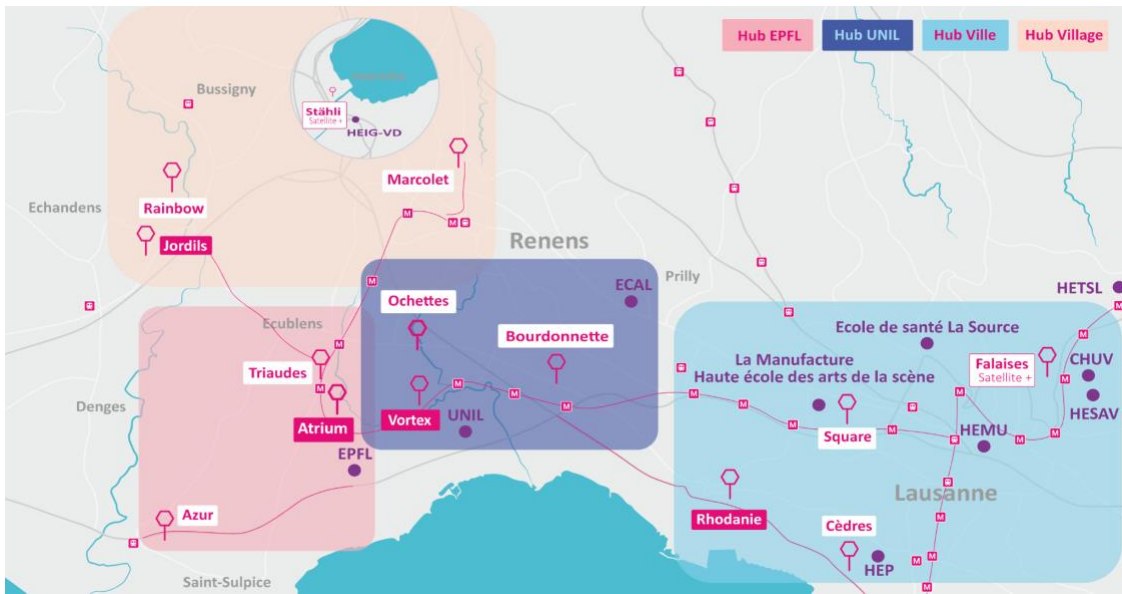 Hub EPFL
Hub UNIL
Hub Ville
Hub Village
Bussigny
Stähli
Satellite +
HEIG-VD
Marcolet
Rainbow
Echandens
Jordils
Renens
Prilly
ECAL
HETSL
Ochettes
Ecublens
Bourdonnette
Ecole de santé La Source
La Manufacture
Haute école des arts de la scène
Falaises
Satellite +
CHUV
HESAV
Triaudes
Denges
Atrium
Vortex
UNIL
Square
HEMU
EPFL
Lausanne
Rhodanie
Azur
Cèdres
HEP
Saint-Sulpice